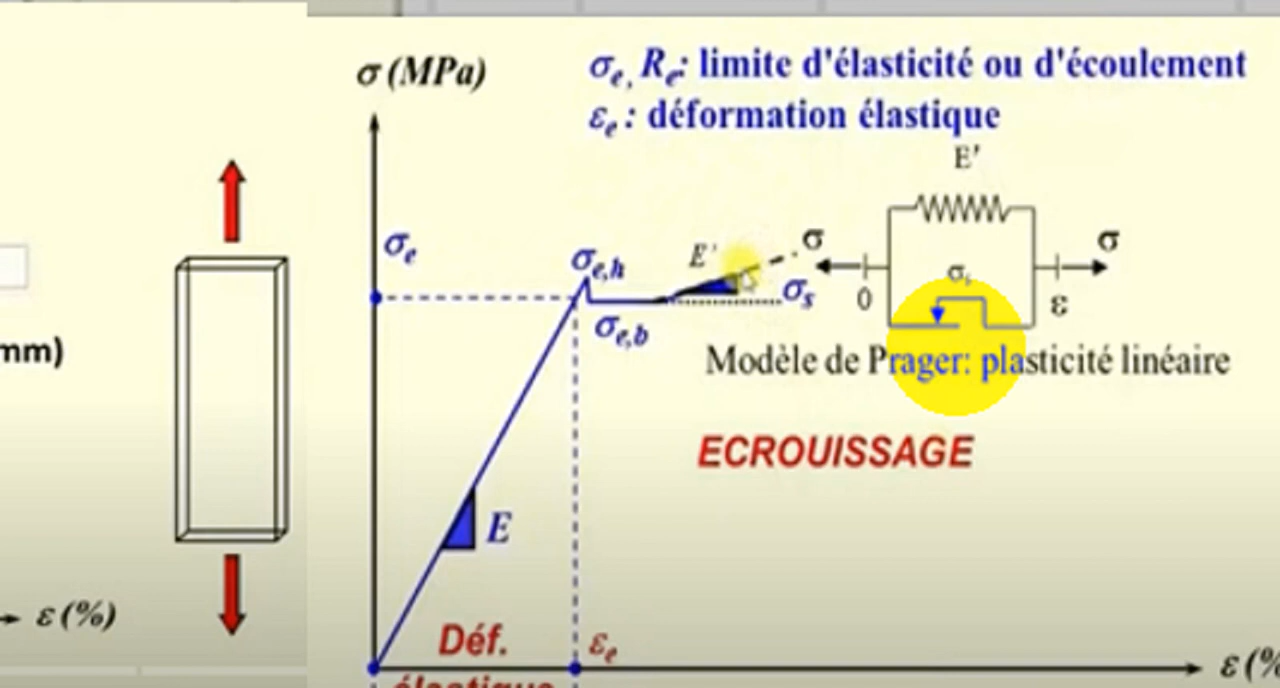 σ (MPa)
σe, Re: limite d'élasticité ou d'écoulement
εe : déformation élastique
E'
σe
σe,h
E'
σ
σ
σs
0
ε
σe,b
mm)
Modèle de Prager: plasticité linéaire
ECROUISSAGE
E
ε (%)
Déf.
εe
ε (%
élastique